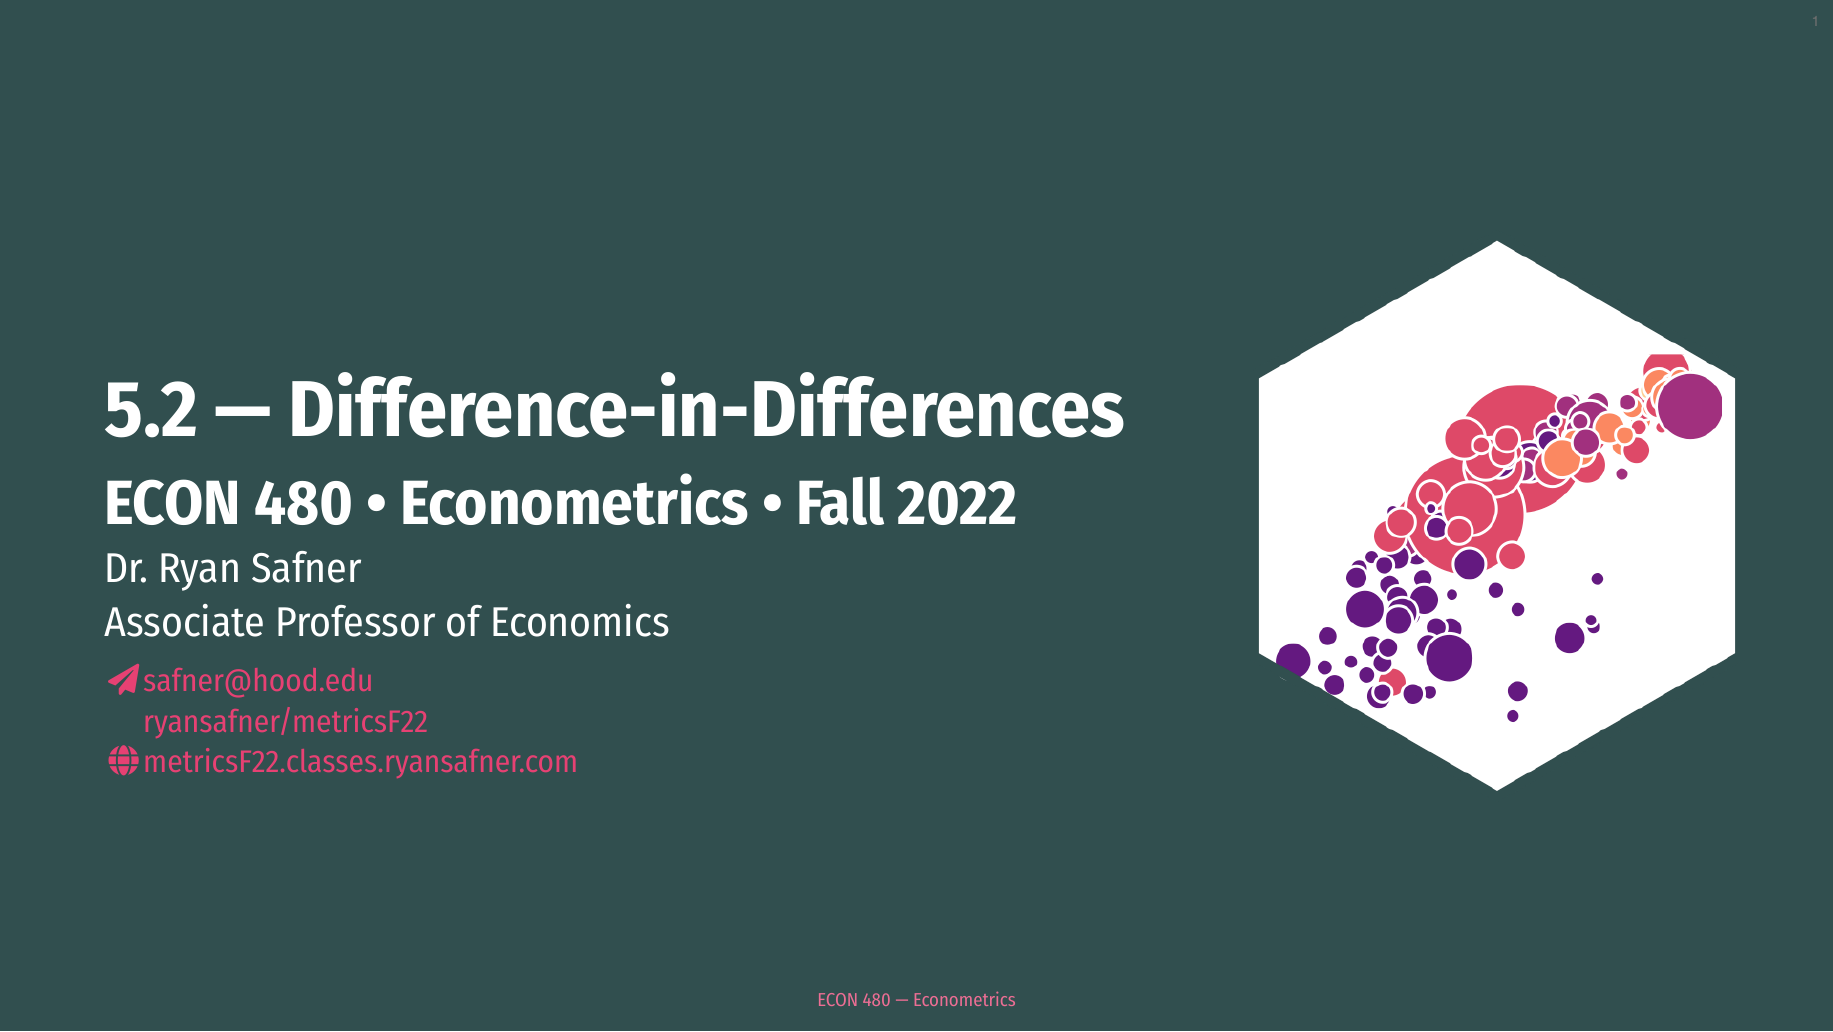 1
5.2 — Difference-in-Differences
ECON 480 • Econometrics • Fall 2022
Dr. Ryan Safner
Associate Professor of Economics
safner@hood.edu
ryansafner/metricsF22
metricsF22.classes.ryansafner.com
ECON 480 — Econometrics